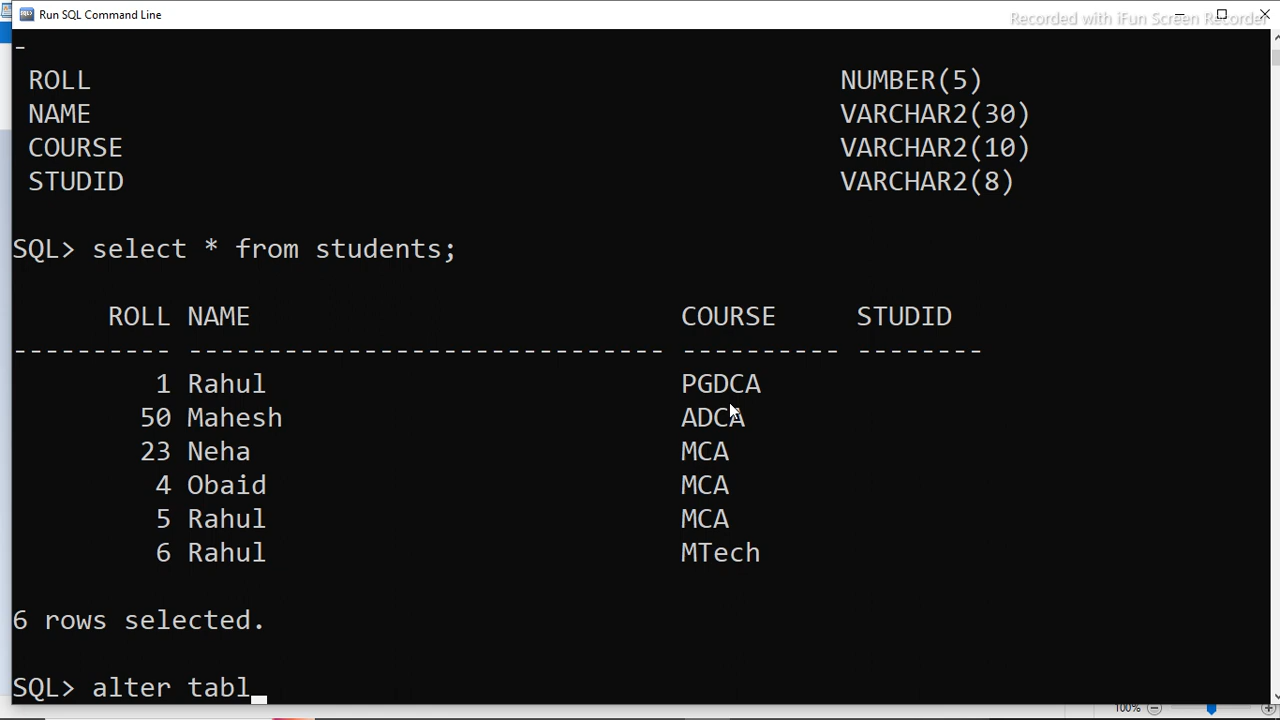 Run SQL Command Line
Recorded with iFun Screen Recorder
-
ROLL NUMBER(5)
NAME VARCHAR2(30)
COURSE VARCHAR2(10)
STUDID VARCHAR2(8)
SQL> select * from students;
ROLL NAME COURSE STUDID
---------- ------------------------------ ---------- --------
1 Rahul PGDCA
50 Mahesh ADCA
23 Neha MCA
4 Obaid MCA
5 Rahul MCA
6 Rahul MTech
6 rows selected.
SQL> alter tabl_
100%